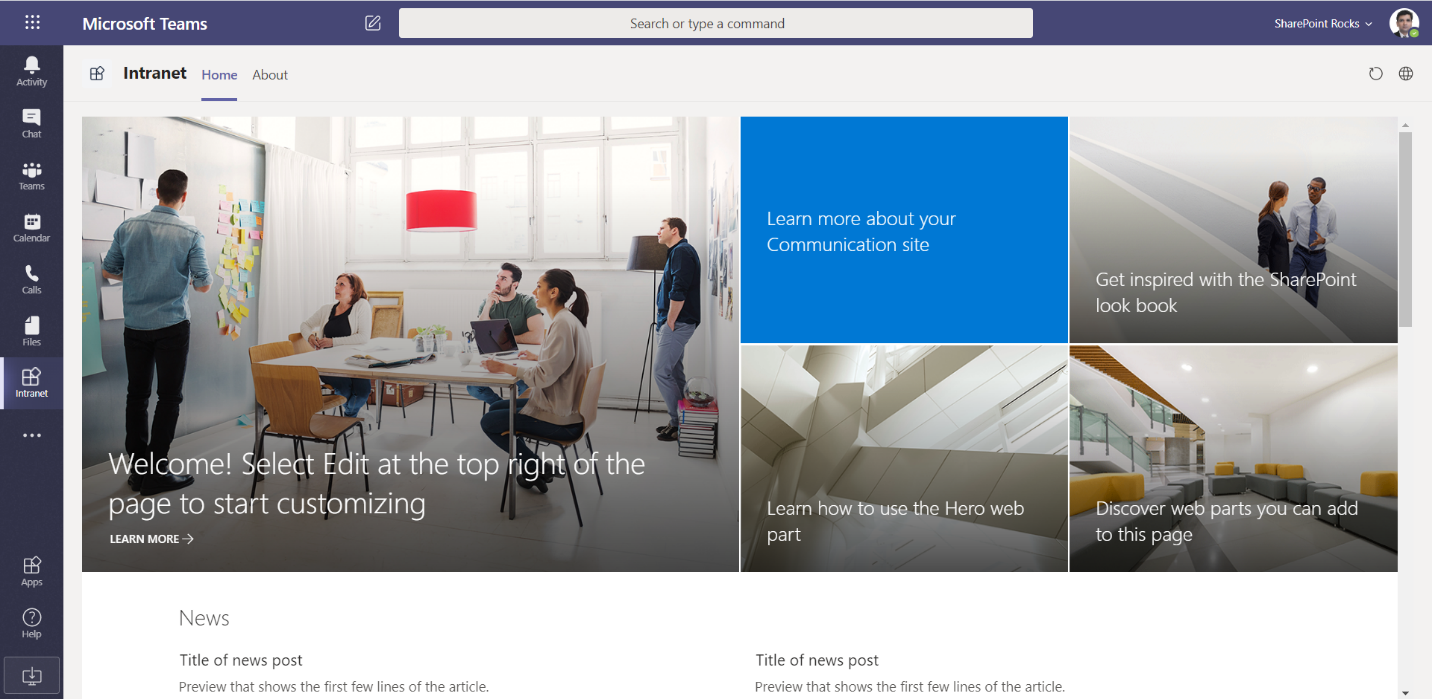 Microsoft Teams
Search or type a command
SharePoint Rocks
Activity
Chat
Teams
Calendar
Calls
Files
Intranet
Apps
Help
Intranet
Home
About
Welcome! Select Edit at the top right of the
page to start customizing
LEARN MORE
Learn more about your
Communication site
Get inspired with the SharePoint
look book
Learn how to use the Hero web
part
Discover web parts you can add
to this page
News
Title of news post
Preview that shows the first few lines of the article.
Title of news post
Preview that shows the first few lines of the article.